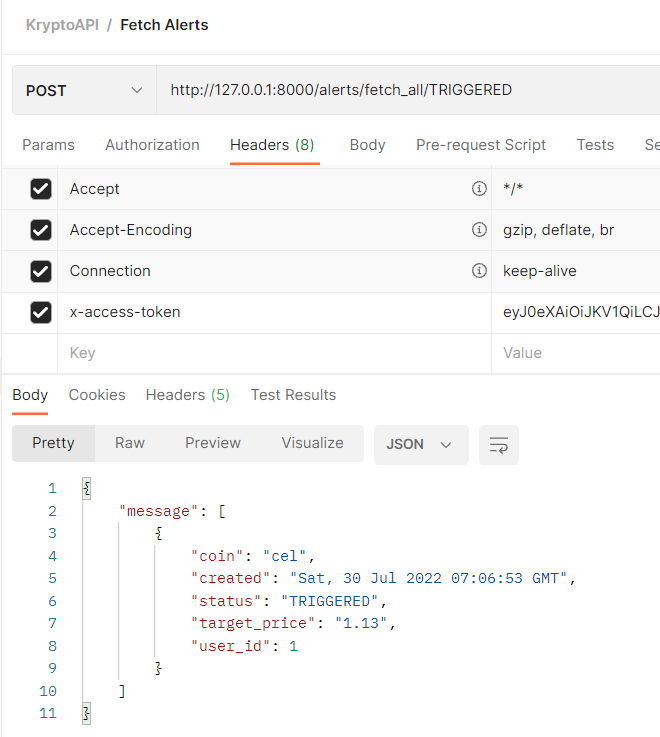 KryptoAPI / Fetch Alerts
POST http://127.0.0.1:8000/alerts/fetch_all/TRIGGERED
Params Authorization Headers (8) Body Pre-request Script Tests Se
Accept */*
Accept-Encoding gzip, deflate, br
Connection keep-alive
x-access-token eyJ0eXAiOiJKV1QiLCJ
Key Value
Body Cookies Headers (5) Test Results
Pretty Raw Preview Visualize JSON
1 {
2 "message": [
3 {
4 "coin": "cel",
5 "created": "Sat, 30 Jul 2022 07:06:53 GMT",
6 "status": "TRIGGERED",
7 "target_price": "1.13",
8 "user_id": 1
9 }
10 ]
11 }